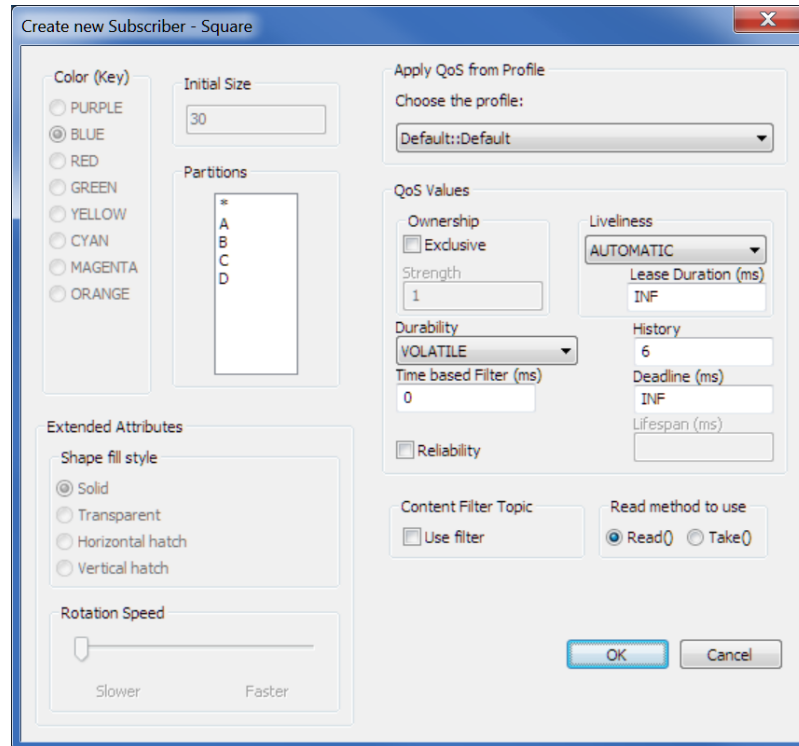 Create new Subscriber - Square
X
Color (Key)
PURPLE
BLUE
RED
GREEN
YELLOW
CYAN
MAGENTA
ORANGE
Initial Size
30
Partitions
*
A
B
C
D
Extended Attributes
Shape fill style
Solid
Transparent
Horizontal hatch
Vertical hatch
Rotation Speed
Slower Faster
Apply QoS from Profile
Choose the profile:
Default::Default
QoS Values
Ownership
Exclusive
Strength
1
Liveliness
AUTOMATIC
Lease Duration (ms)
INF
Durability
VOLATILE
Time based Filter (ms)
0
Reliability
History
6
Deadline (ms)
INF
Lifespan (ms)
Content Filter Topic
Use filter
Read method to use
Read() Take()
OK Cancel